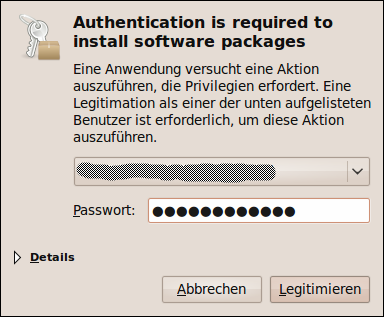 Authentication is required to
install software packages
Eine Anwendung versucht eine Aktion
auszuführen, die Privilegien erfordert. Eine
Legitimation als einer der unten aufgelisteten
Benutzer ist erforderlich, um diese Aktion
auszuführen.
Passwort: ●●●●●●●●●●●●
Details
Abbrechen Legitimieren